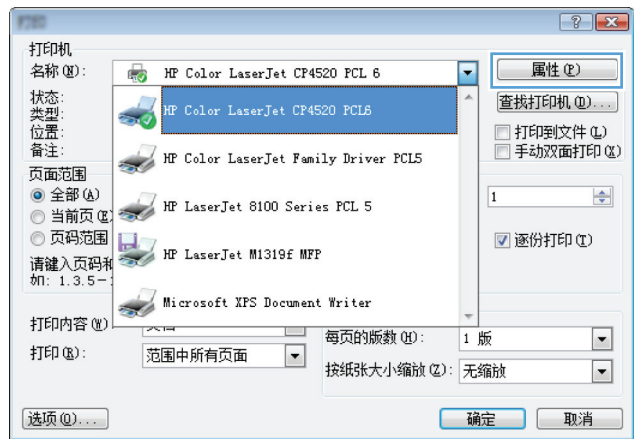 打印机
名称(N): HP Color LaserJet CP4520 PCL 6 属性(P)
状态: HP Color LaserJet CP4520 PCL6 查找打印机(D)...
类型:
位置: 打印到文件(L)
备注: HP Color LaserJet Family Driver PCL5 手动双面打印(X)
页面范围
全部(A) HP LaserJet 8100 Series PCL 5 1
当前页(E)
页码范围 逐份打印(T)
请键入页码和 HP LaserJet M1319f MFP
如: 1.3.5-
Microsoft XPS Document Writer
打印内容(W):
每页的版数(H): 1 版
打印(R): 范围中所有页面
按纸张大小缩放(Z): 无缩放
选项(O)... 确定 取消